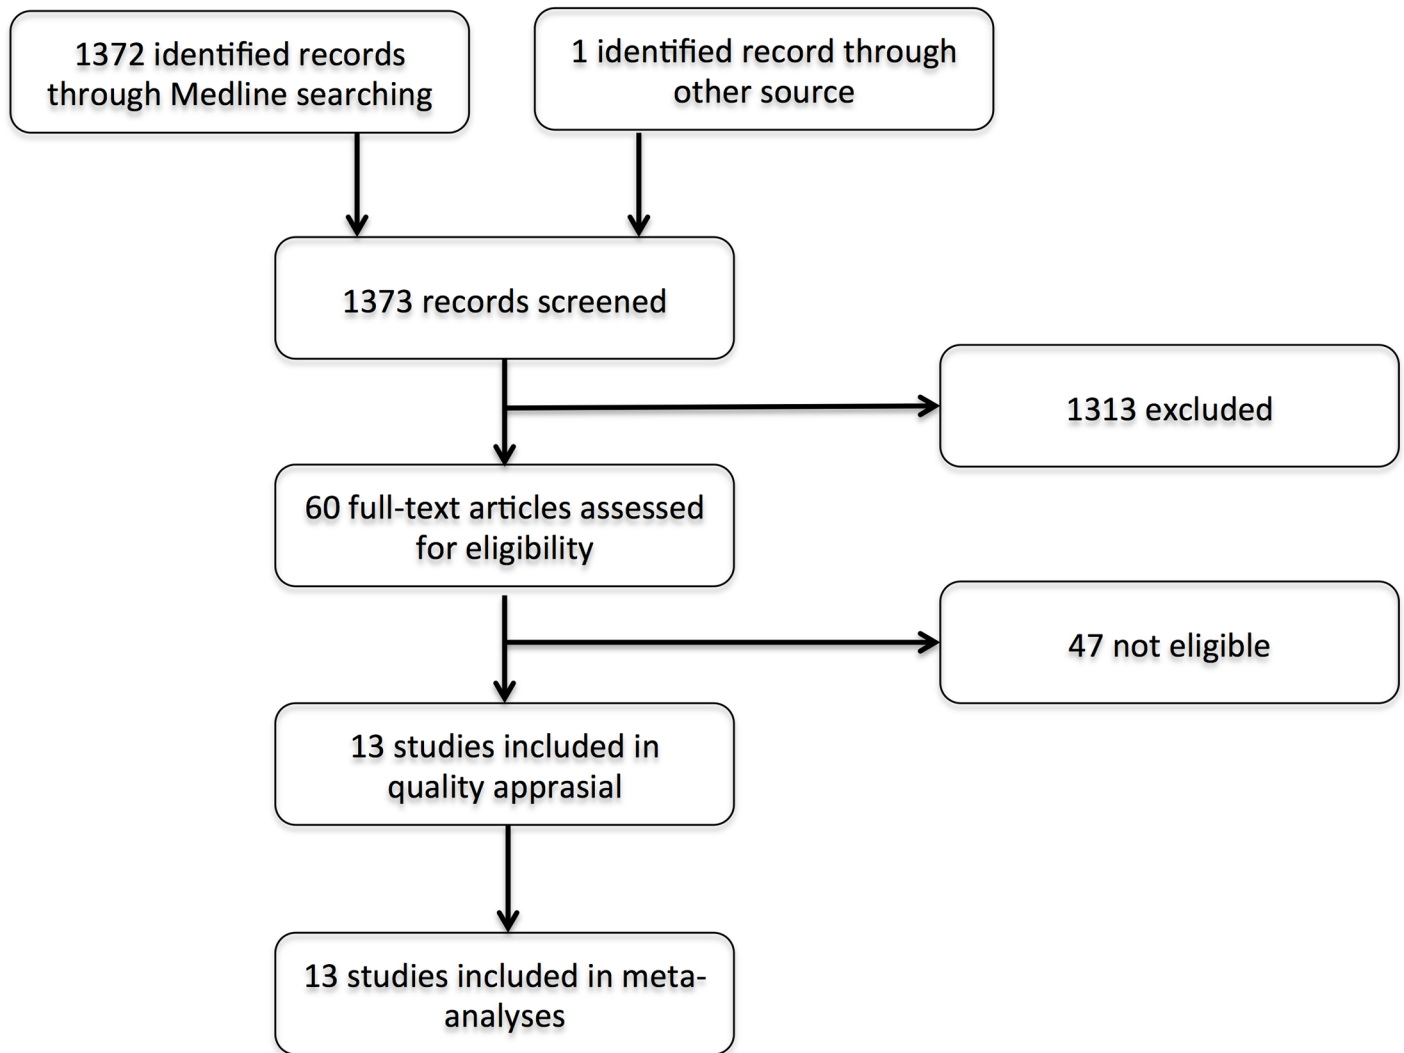 1372 identified records
through Medline searching
1 identified record through
other source
1373 records screened
1313 excluded
60 full-text articles assessed
for eligibility
47 not eligible
13 studies included in
quality apprasial
13 studies included in meta-
analyses